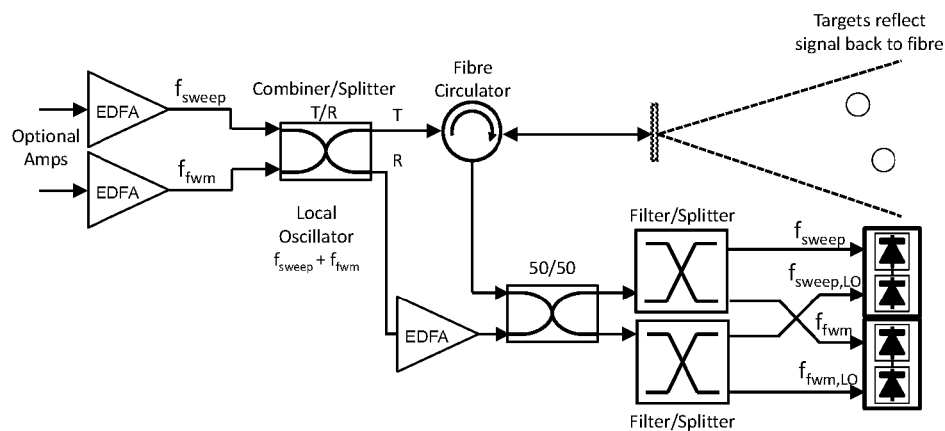 Targets reflect
signal back to fibre
Fibre
Circulator
Combiner/Splitter
T/R
f_sweep
EDFA
Optional
Amps
f_fwm
EDFA
T
R
Local
Oscillator
f_sweep + f_fwm
EDFA
50/50
Filter/Splitter
Filter/Splitter
f_sweep
f_sweep,LO
f_fwm
f_fwm,LO